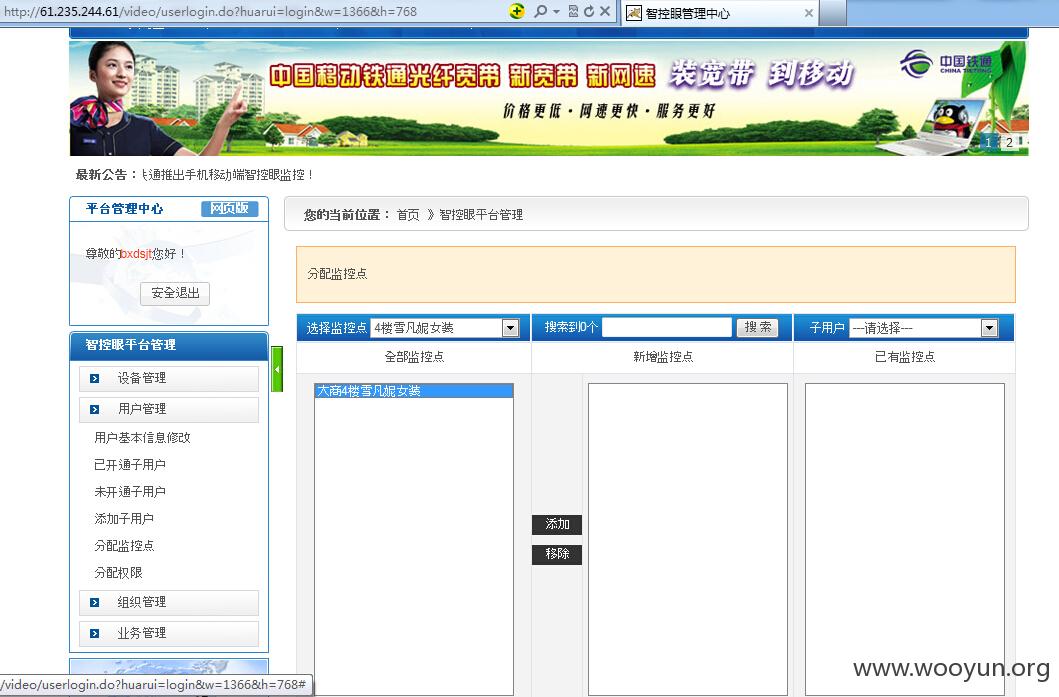 http://61.235.244.61/video/userlogin.do?huarui=login&w=1366&h=768
智控眼管理中心
中国移动铁通光纤宽带 新宽带 新网速 装宽带 到移动
中国铁通
CHINA TIETONG
价格更低·网速更快·服务更好
1 2
最新公告： 通推出手机移动端智控眼监控！
平台管理中心 网页版
您的当前位置： 首页 》智控眼平台管理
尊敬的bxdsjt您好！
安全退出
分配监控点
选择监控点 4楼雪凡妮女装 搜索到0个 搜 索 子用户 ---请选择---
智控眼平台管理
全部监控点 新增监控点 已有监控点
设备管理
大商4楼雪凡妮女装
用户管理
用户基本信息修改
已开通子用户
未开通子用户
添加子用户
添加
分配监控点
移除
分配权限
组织管理
业务管理
www.wooyun.org
/video/userlogin.do?huarui=login&w=1366&h=768#